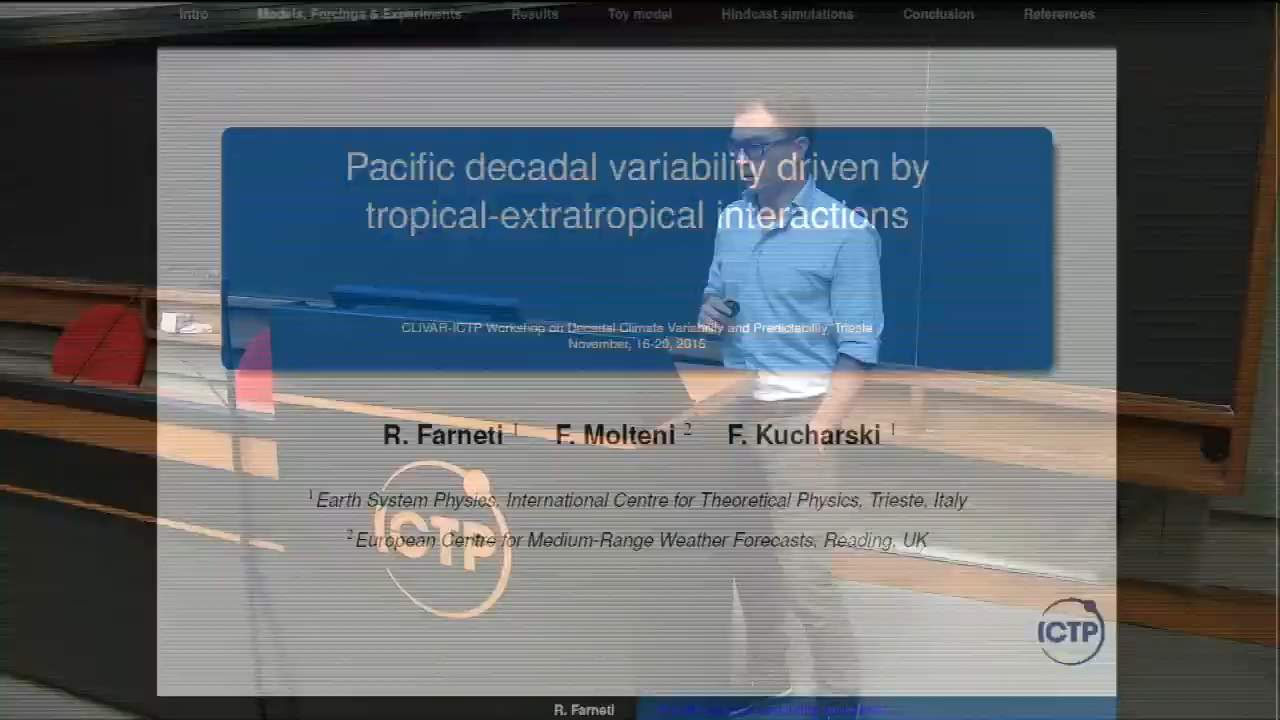 Intro Models, Forcings & Experiments Results Toy model Hindcast simulations Conclusion References
Pacific decadal variability driven by
tropical-extratropical interactions
CLIVAR-ICTP Workshop on Decadal Climate Variability and Predictability, Trieste
November, 16-20, 2015
R. Farneti 1 F. Molteni 2 F. Kucharski 1
1 Earth System Physics, International Centre for Theoretical Physics, Trieste, Italy
2 European Centre for Medium-Range Weather Forecasts, Reading, UK
ICTP
ICTP
R. Farneti